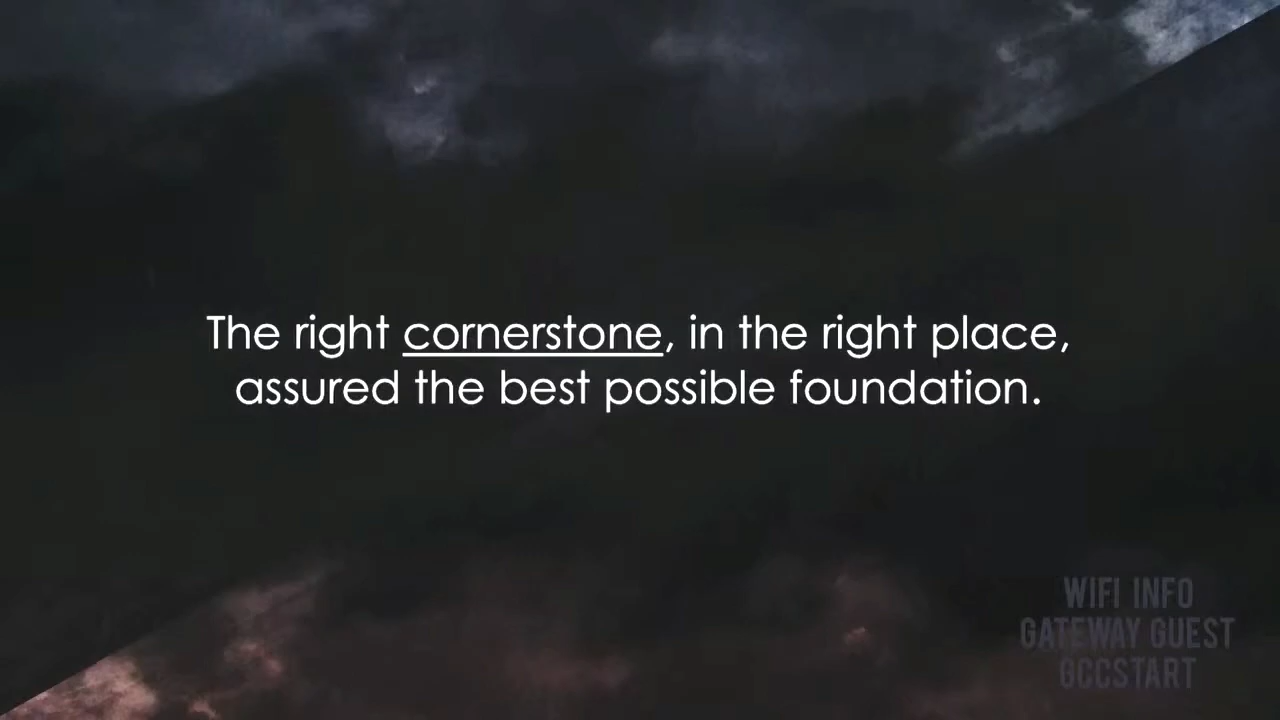 The right cornerstone, in the right place,
assured the best possible foundation.
WIFI INFO
GATEWAY GUEST
GCCSTART